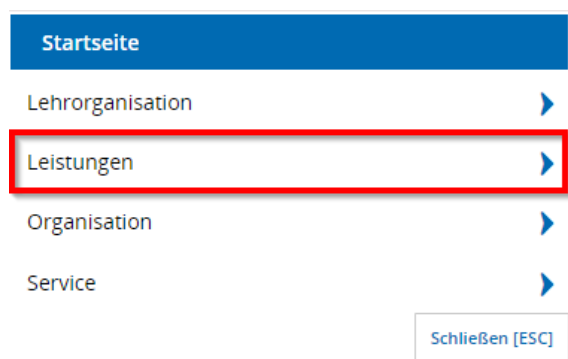 Startseite
Lehrorganisation
Leistungen
Organisation
Service
Schließen [ESC]